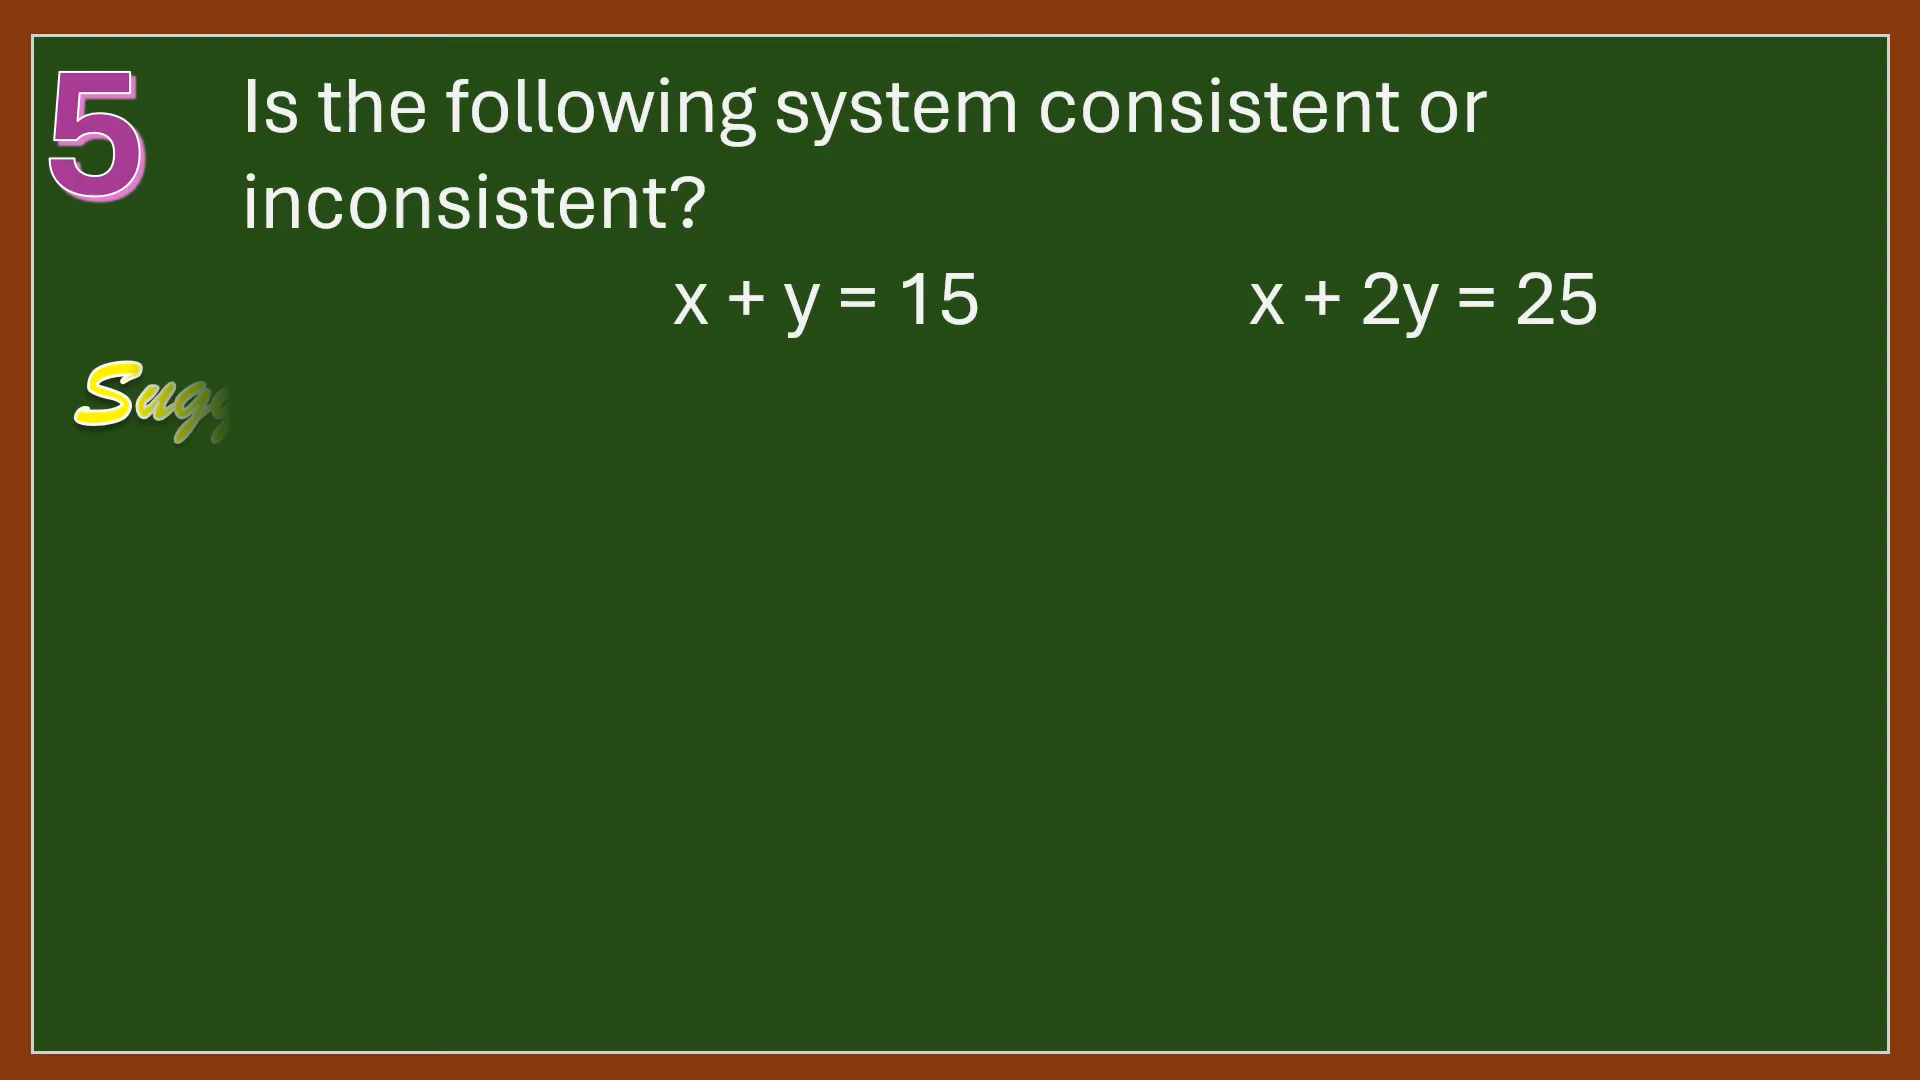 5
Is the following system consistent or
inconsistent?
x + y = 15 x + 2y = 25